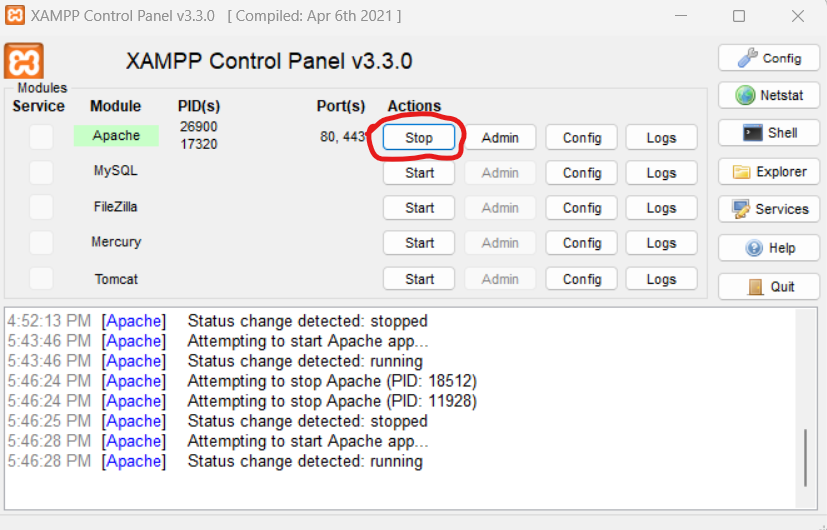 XAMPP Control Panel v3.3.0 [ Compiled: Apr 6th 2021 ]
XAMPP Control Panel v3.3.0
Config
Modules
Service Module PID(s) Port(s) Actions
Netstat
Apache 26900 17320 80, 443 Stop Admin Config Logs
Shell
MySQL Start Admin Config Logs
Explorer
FileZilla Start Admin Config Logs
Services
Mercury Start Admin Config Logs
Help
Tomcat Start Admin Config Logs
Quit
4:52:13 PM [Apache] Status change detected: stopped
5:43:46 PM [Apache] Attempting to start Apache app...
5:43:46 PM [Apache] Status change detected: running
5:46:24 PM [Apache] Attempting to stop Apache (PID: 18512)
5:46:24 PM [Apache] Attempting to stop Apache (PID: 11928)
5:46:25 PM [Apache] Status change detected: stopped
5:46:28 PM [Apache] Attempting to start Apache app...
5:46:28 PM [Apache] Status change detected: running